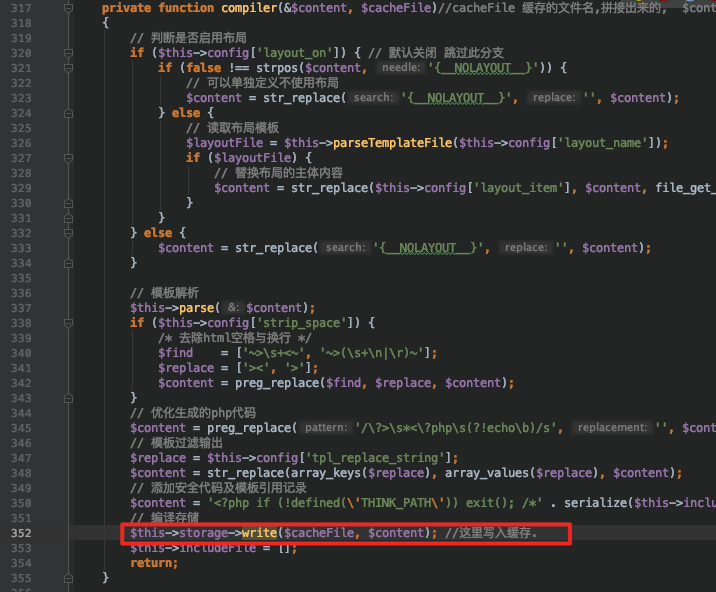 317 private function compiler(&$content, $cacheFile)//cacheFile 缓存的文件名,拼接出来的, $con
318 {
319 // 判断是否启用布局
320 if ($this->config['layout_on']) { // 默认关闭 跳过此分支
321 if (false !== strpos($content, needle: '{__NOLAYOUT__}')) {
322 // 可以单独定义不使用布局
323 $content = str_replace( search: '{__NOLAYOUT__}', replace: '', $content);
324 } else {
325 // 读取布局模板
326 $layoutFile = $this->parseTemplateFile($this->config['layout_name']);
327 if ($layoutFile) {
328 // 替换布局的主体内容
329 $content = str_replace($this->config['layout_item'], $content, file_get_
330 }
331 }
332 } else {
333 $content = str_replace( search: '{__NOLAYOUT__}', replace: '', $content);
334 }
335
336 // 模板解析
337 $this->parse( &: $content);
338 if ($this->config['strip_space']) {
339 /* 去除html空格与换行 */
340 $find = ['~>\s+<~', '~>(\s+\n|\r)~'];
341 $replace = ['><', '>'];
342 $content = preg_replace($find, $replace, $content);
343 }
344 // 优化生成的php代码
345 $content = preg_replace( pattern: '/\?>\s*<\?php\s(?!echo\b)/s', replacement: '', $cont
346 // 模板过滤输出
347 $replace = $this->config['tpl_replace_string'];
348 $content = str_replace(array_keys($replace), array_values($replace), $content);
349 // 添加安全代码及模板引用记录
350 $content = '<?php if (!defined(\'THINK_PATH\')) exit(); /*' . serialize($this->inclu
351 // 编译存储
352 $this->storage->write($cacheFile, $content); //这里写入缓存.
353 $this->includeFile = [];
354 return;
355 }